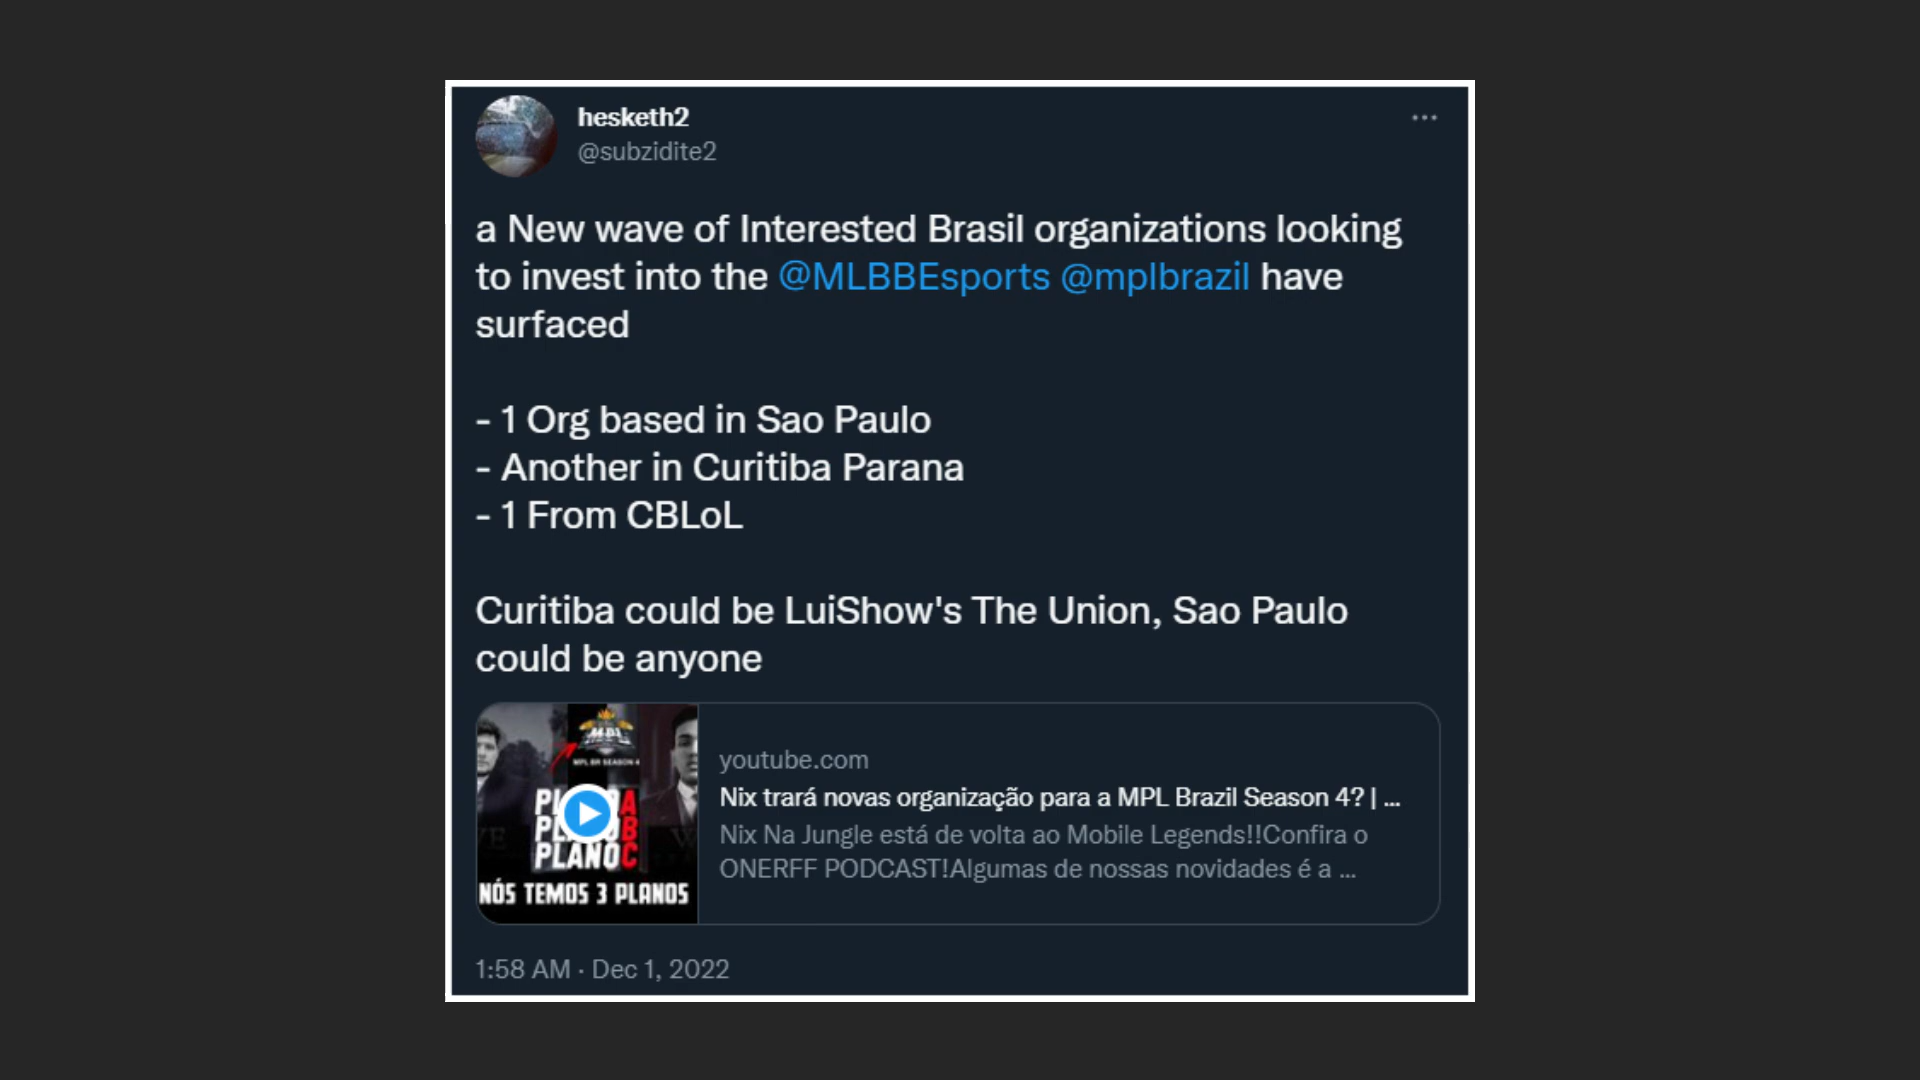 hesketh2
@subzidite2
a New wave of Interested Brasil organizations looking
to invest into the @MLBBEsports @mplbrazil have
surfaced
- 1 Org based in Sao Paulo
- Another in Curitiba Parana
- 1 From CBLoL
Curitiba could be LuiShow's The Union, Sao Paulo
could be anyone
MPL BR SEASON 4
PLANO C
NÓS TEMOS 3 PLANOS
youtube.com
Nix trará novas organização para a MPL Brazil Season 4? | ...
Nix Na Jungle está de volta ao Mobile Legends!!Confira o
ONERFF PODCAST!Algumas de nossas novidades é a ...
1:58 AM · Dec 1, 2022